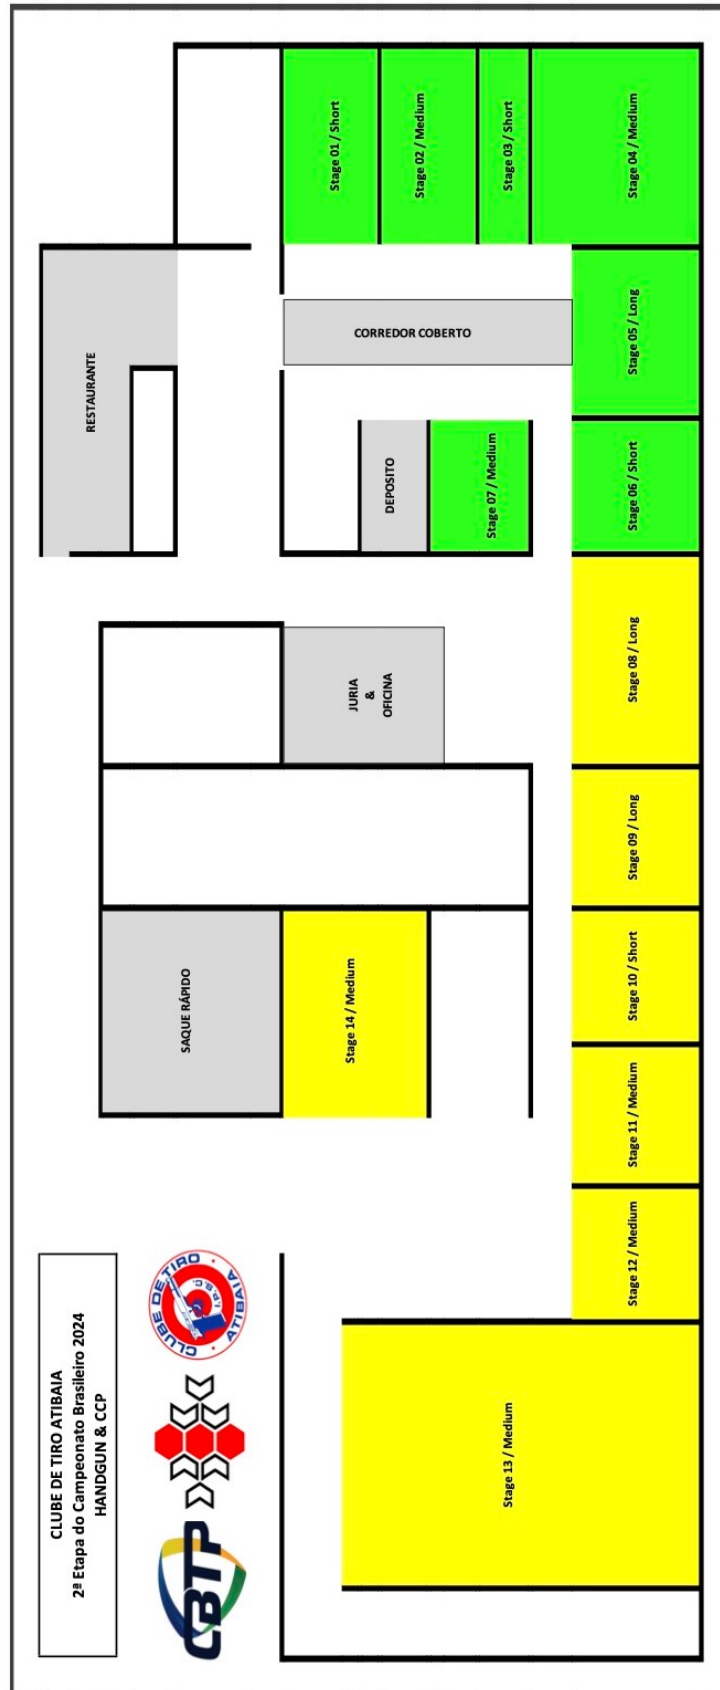 CLUBE DE TIRO ATIBAIA
2ª Etapa do Campeonato Brasileiro 2024
HANDGUN & CCP
CBTP
CLUBE DE TIRO
I.P.S.C.
ATIBAIA
RESTAURANTE
SAQUE RÁPIDO
Stage 01 / Short
Stage 02 / Medium
Stage 03 / Short
Stage 04 / Medium
CORREDOR COBERTO
Stage 05 / Long
DEPOSITO
Stage 07 / Medium
Stage 06 / Short
JURIA
&
OFICINA
Stage 08 / Long
Stage 09 / Long
Stage 14 / Medium
Stage 10 / Short
Stage 11 / Medium
Stage 12 / Medium
Stage 13 / Medium